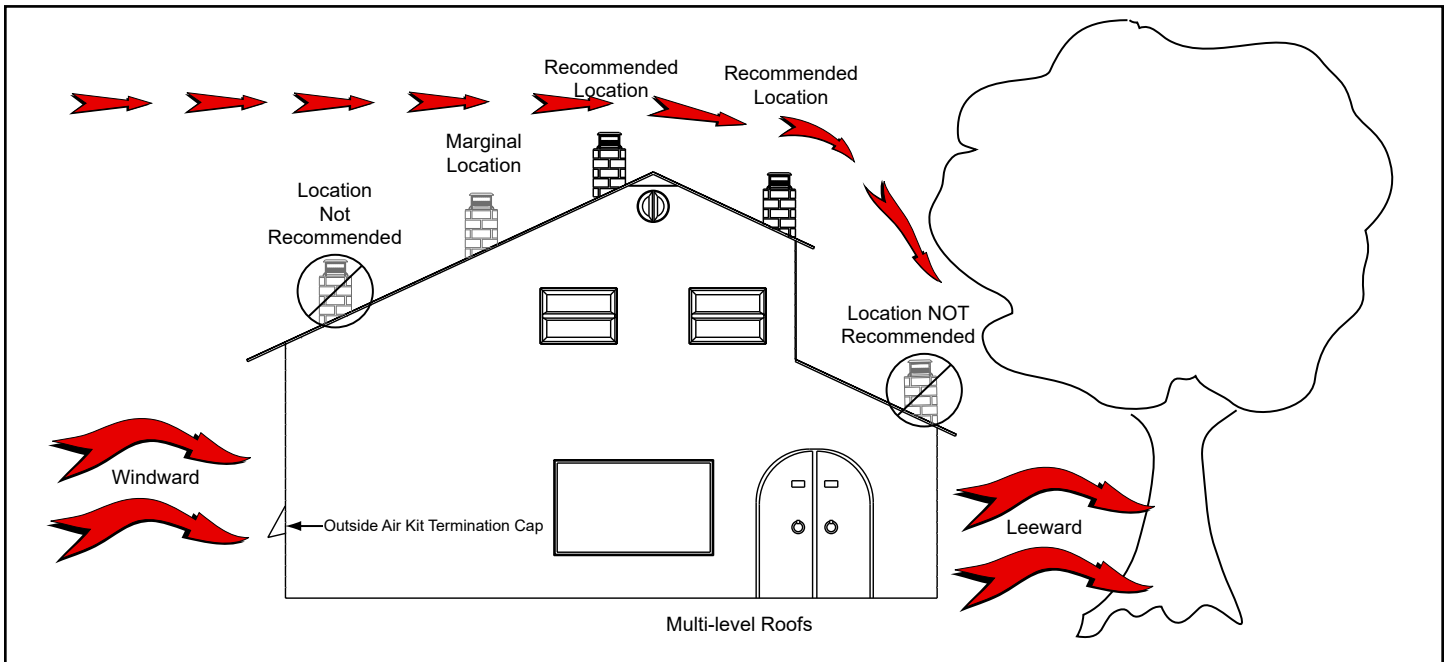 Recommended
Location
Recommended
Location
Marginal
Location
Location
Not
Recommended
Location NOT
Recommended
Windward
Outside Air Kit Termination Cap
Leeward
Multi-level Roofs